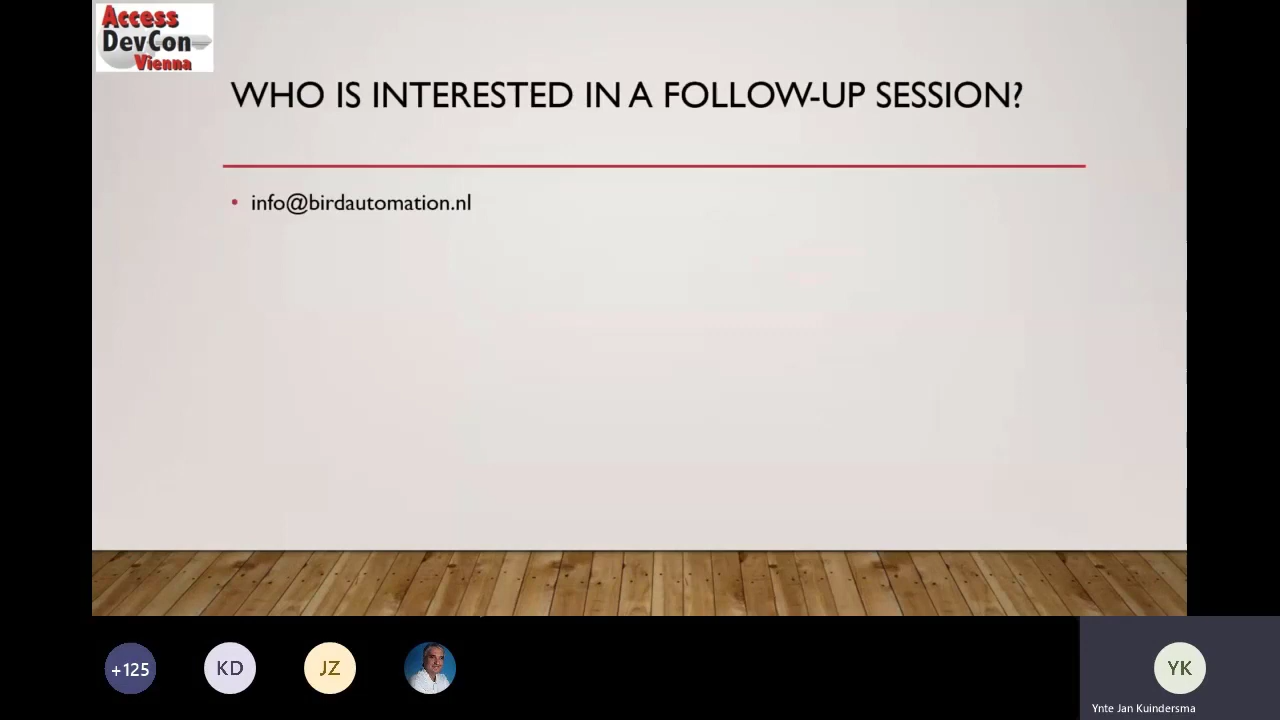 Access
DevCon
Vienna
WHO IS INTERESTED IN A FOLLOW-UP SESSION?
• info@birdautomation.nl
+125
KD
JZ
YK
Ynte Jan Kuindersma